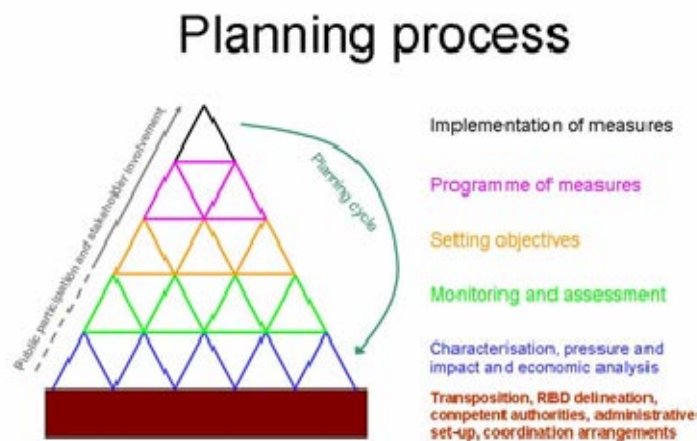 Planning process
Public participation and stakeholder involvement
Planning cycle
Implementation of measures
Programme of measures
Setting objectives
Monitoring and assessment
Characterisation, pressure and
impact and economic analysis
Transposition, RBD delineation,
competent authorities, administrative
set-up, coordination arrangements